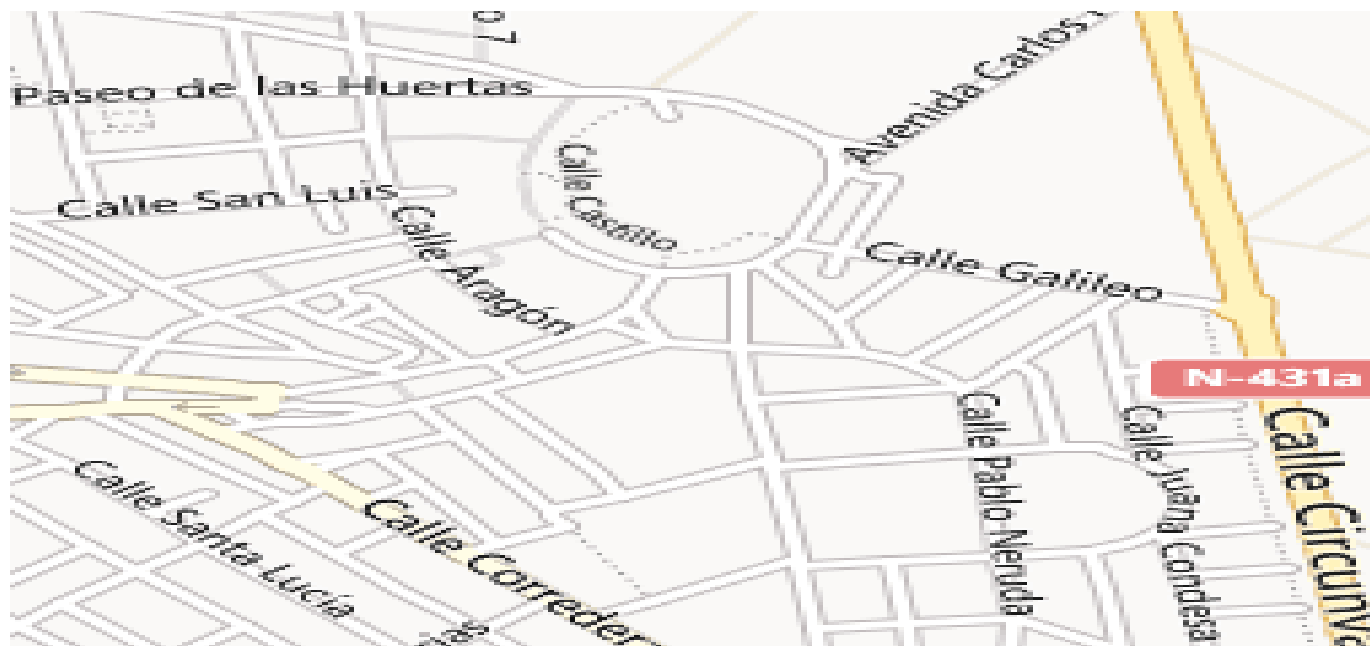 Paseo de las Huertas
Avenida Carlos
Calle Castillo
Calle San Luis
Calle Aragón
Calle Galileo
N-431a
Calle Pablo Neruda
Calle Juana Condesa
Calle Circunv
Calle Santa Lucía
Calle Correder